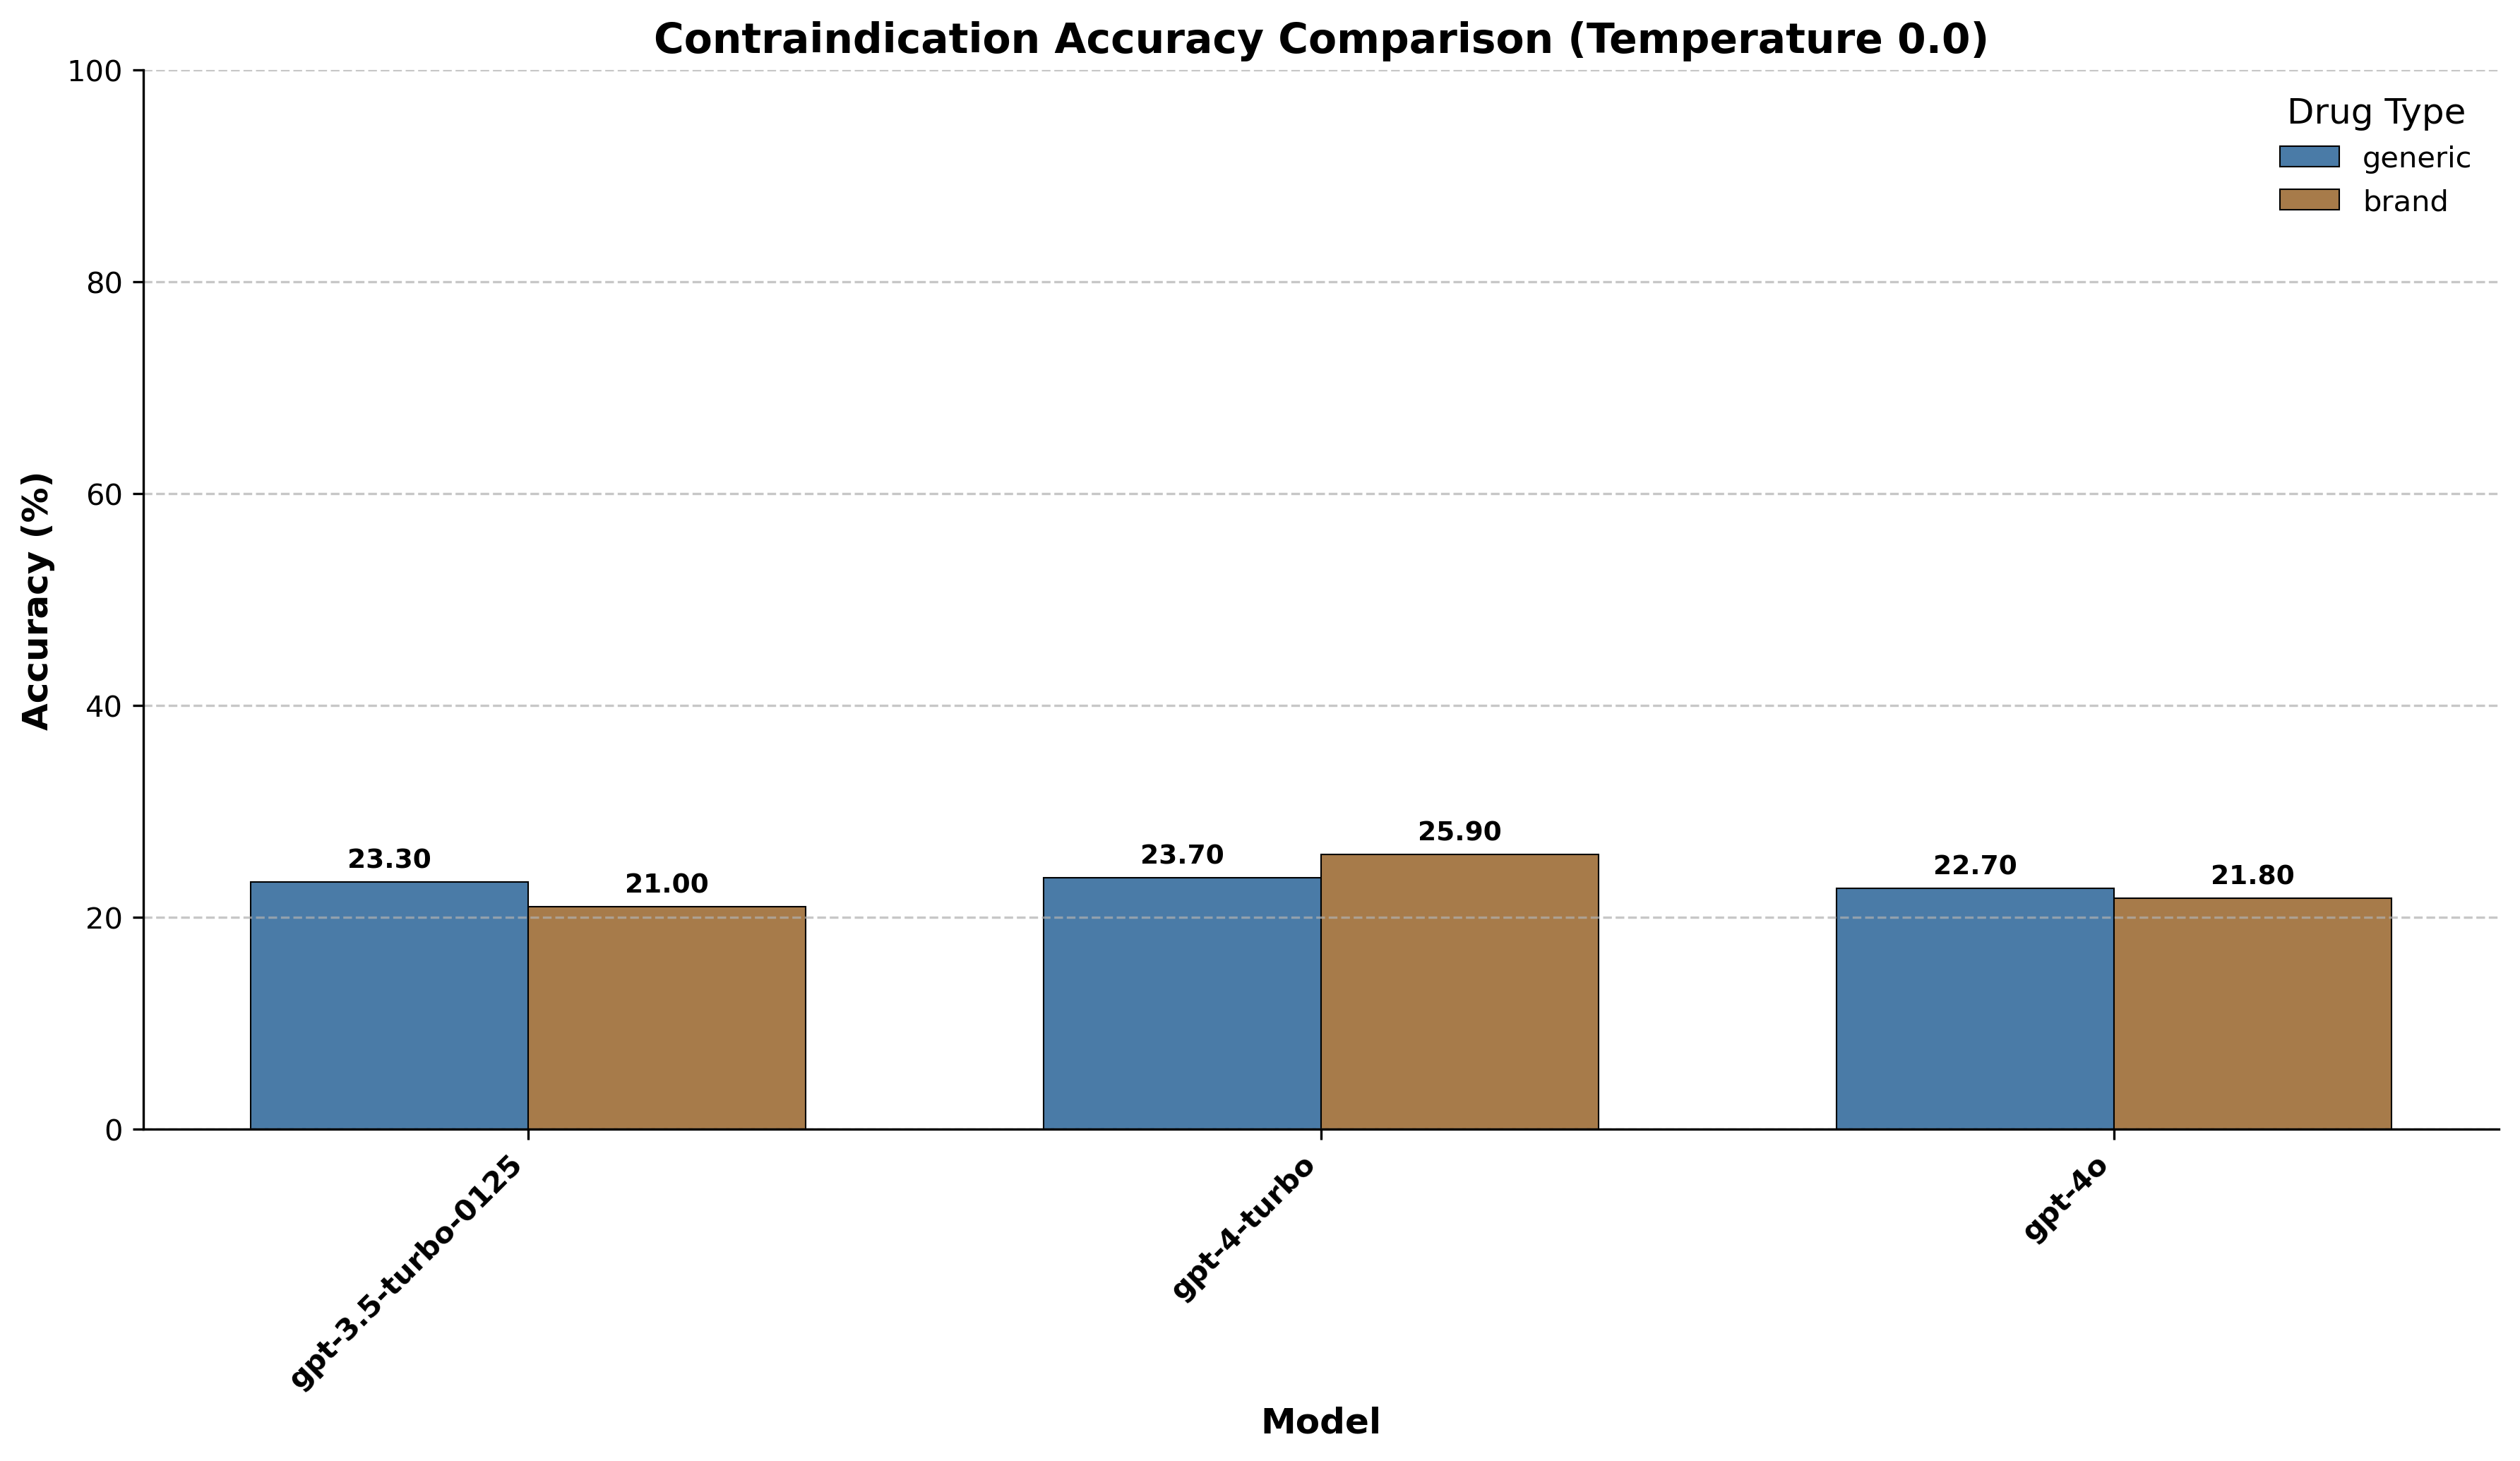 Contraindication Accuracy Comparison (Temperature 0.0)
Accuracy (%)
100
80
60
40
20
0
Drug Type
generic
brand
23.30
21.00
23.70
25.90
22.70
21.80
gpt-3.5-turbo-0125
gpt-4-turbo
gpt-4o
Model